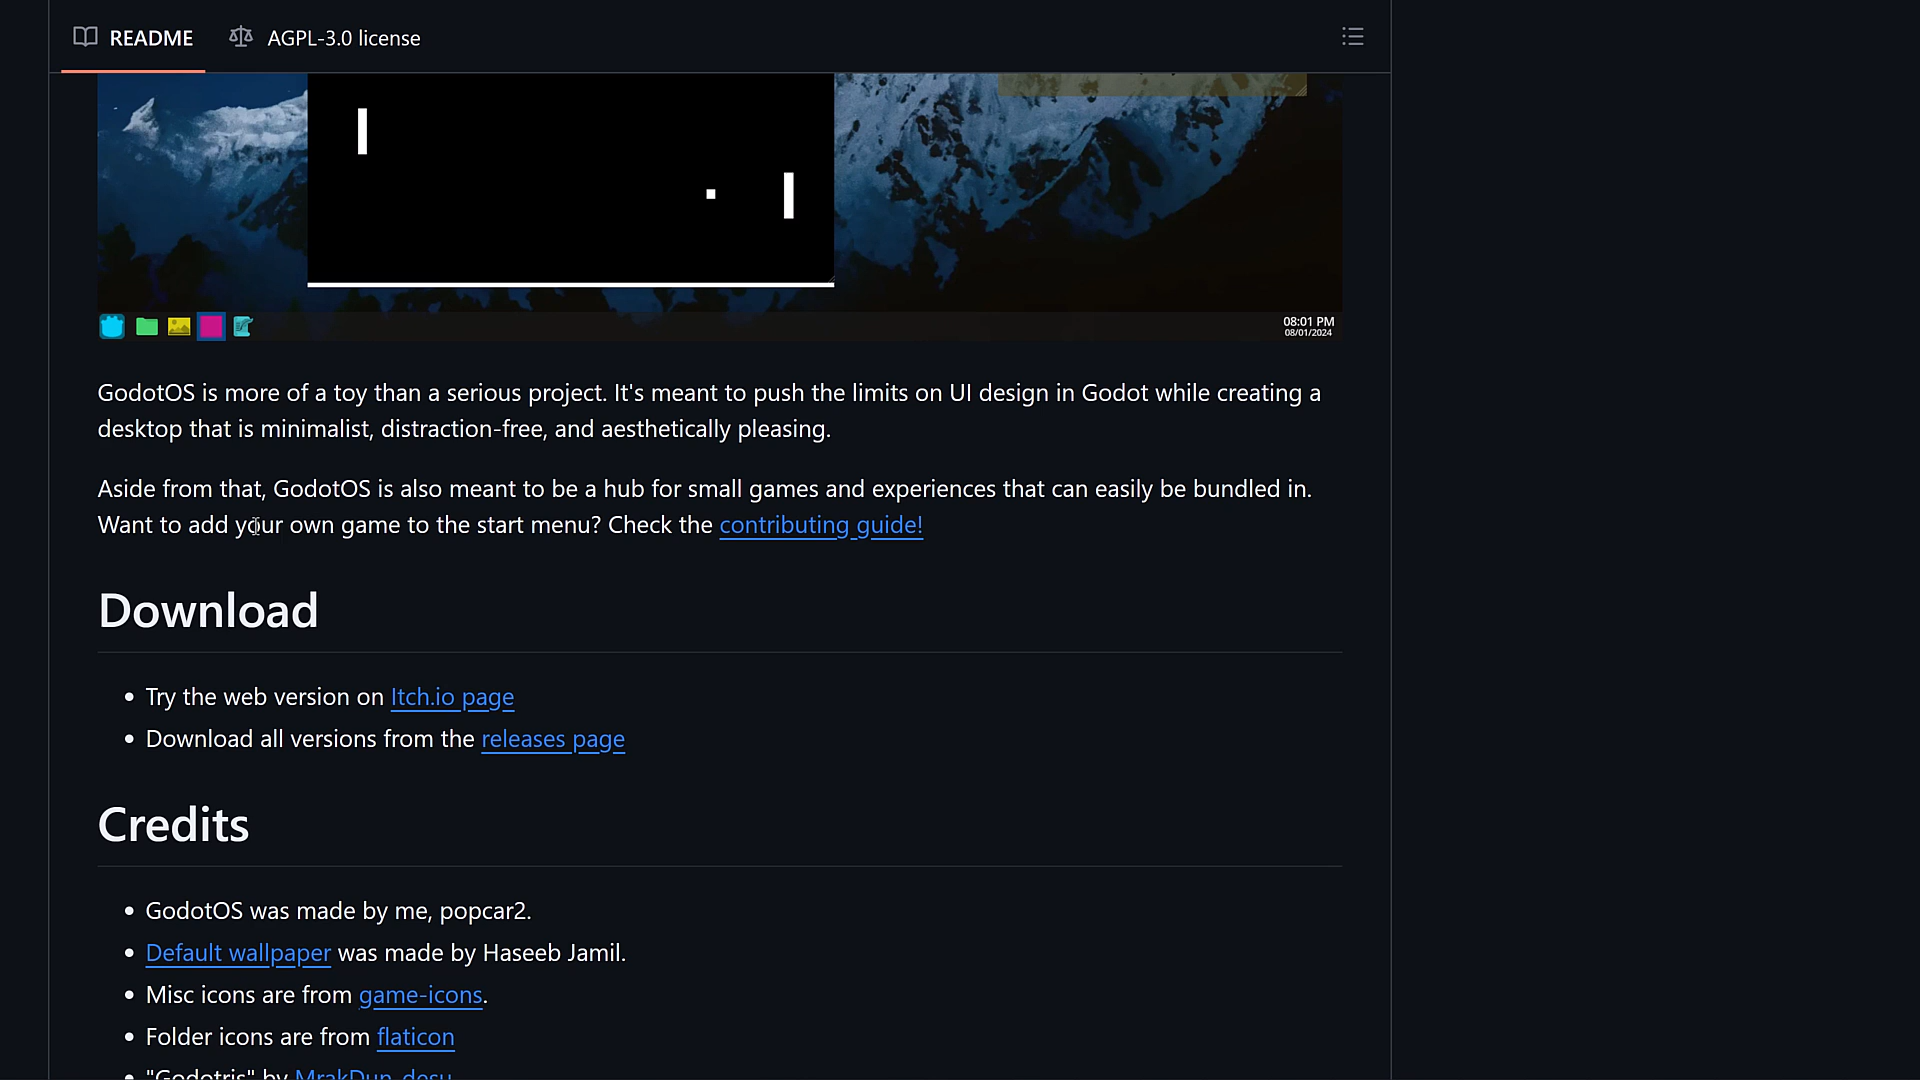 README
AGPL-3.0 license
08:01 PM
08/01/2024
GodotOS is more of a toy than a serious project. It's meant to push the limits on UI design in Godot while creating a
desktop that is minimalist, distraction-free, and aesthetically pleasing.
Aside from that, GodotOS is also meant to be a hub for small games and experiences that can easily be bundled in.
Want to add your own game to the start menu? Check the contributing guide!
Download
• Try the web version on Itch.io page
• Download all versions from the releases page
Credits
• GodotOS was made by me, popcar2.
• Default wallpaper was made by Haseeb Jamil.
• Misc icons are from game-icons.
• Folder icons are from flaticon
• "Godotris" by MrakDun-desu